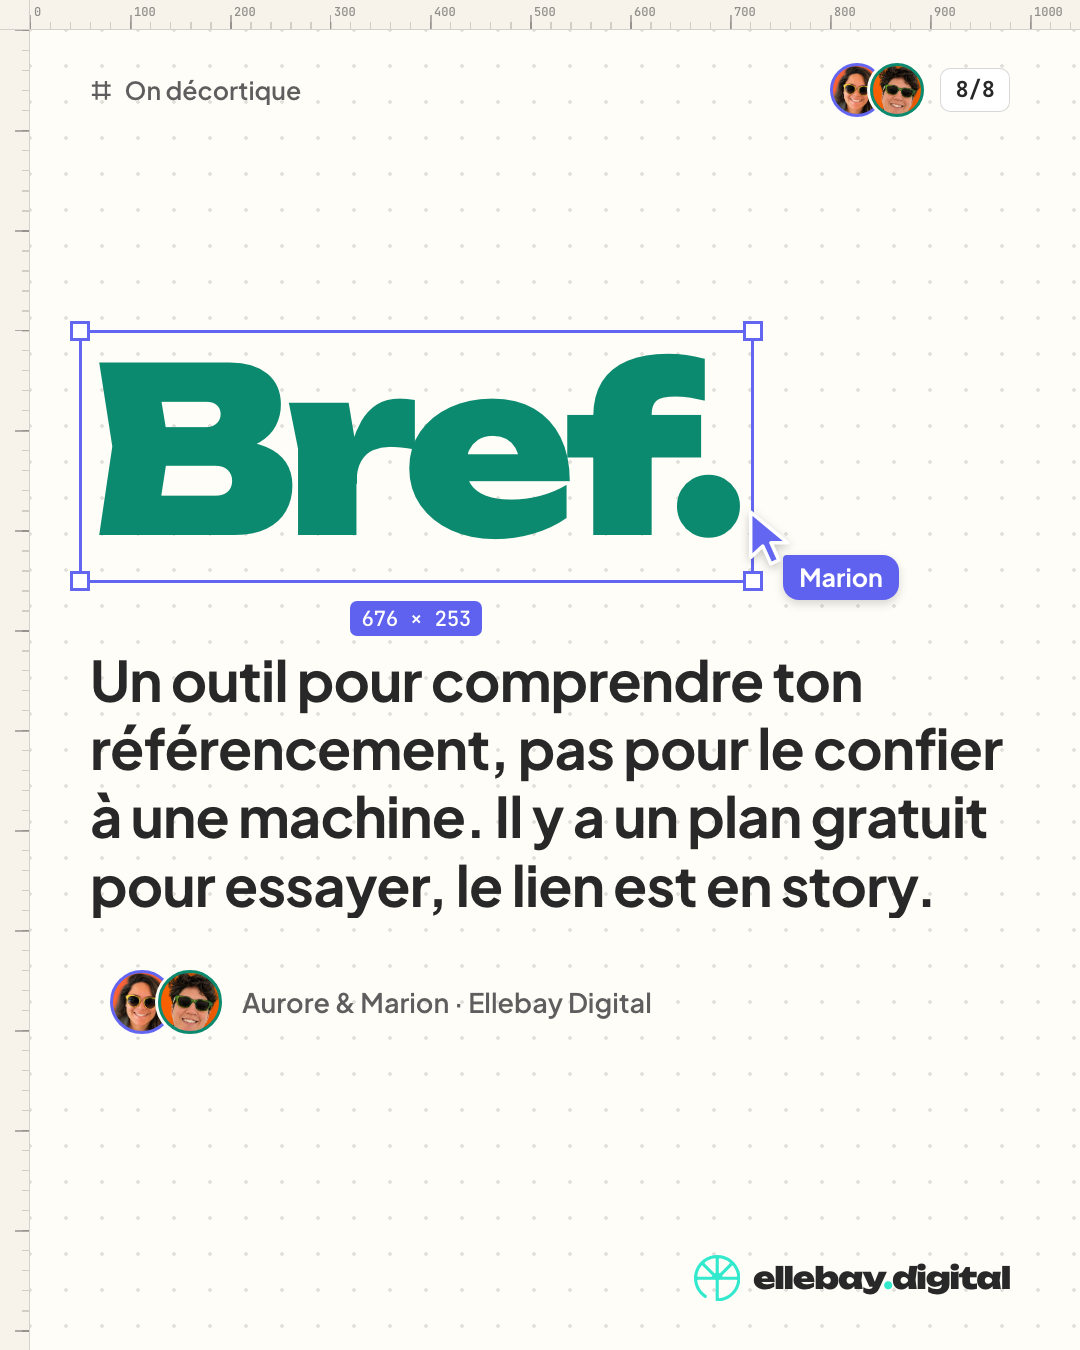 0 100 200 300 400 500 600 700 800 900 1000
On décortique
8/8
Bref.
Marion
676 × 253
Un outil pour comprendre ton
référencement, pas pour le confier
à une machine. Il y a un plan gratuit
pour essayer, le lien est en story.
Aurore & Marion · Ellebay Digital
ellebay.digital